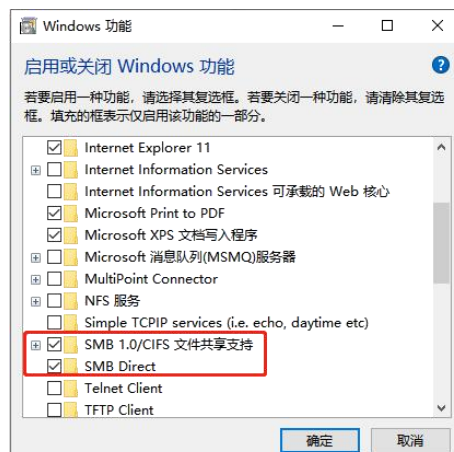 Windows 功能
启用或关闭 Windows 功能
若要启用一种功能，请选择其复选框。若要关闭一种功能，请清除其复选
框。填充的框表示仅启用该功能的一部分。
Internet Explorer 11
Internet Information Services
Internet Information Services 可承载的 Web 核心
Microsoft Print to PDF
Microsoft XPS 文档写入程序
Microsoft 消息队列(MSMQ)服务器
MultiPoint Connector
NFS 服务
Simple TCPIP services (i.e. echo, daytime etc)
SMB 1.0/CIFS 文件共享支持
SMB Direct
Telnet Client
TFTP Client
确定 取消